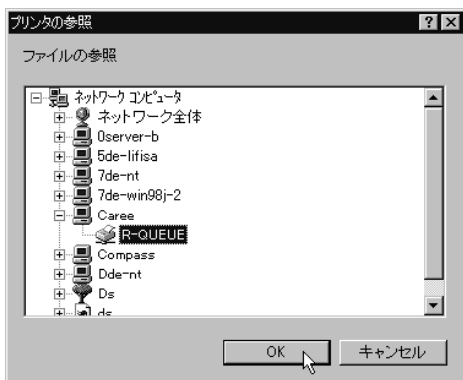 プリンタの参照
ファイルの参照
ネットワーク コンピュータ
ネットワーク全体
0server-b
5de-lifisa
7de-nt
7de-win98j-2
Caree
R-QUEUE
Compass
Dde-nt
Ds
ds
OK
キャンセル